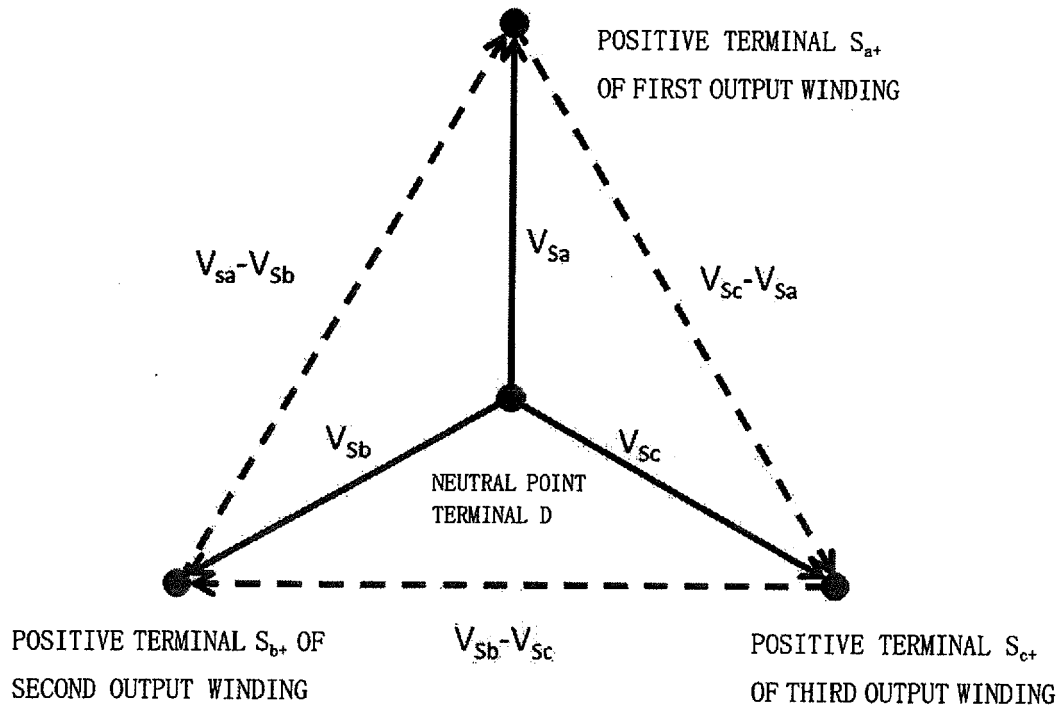 POSITIVE TERMINAL Sa+
OF FIRST OUTPUT WINDING
Vsa-VSb
VSa
VSc-VSa
VSb
VSc
NEUTRAL POINT
TERMINAL D
VSb-VSc
POSITIVE TERMINAL Sb+ OF
SECOND OUTPUT WINDING
POSITIVE TERMINAL Sc+
OF THIRD OUTPUT WINDING